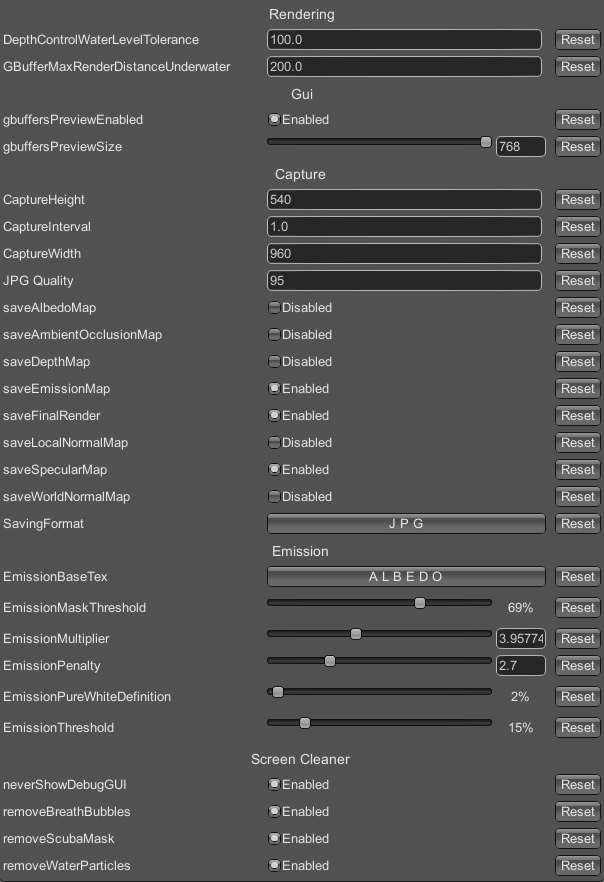 Rendering
DepthControlWaterLevelTolerance 100.0 Reset
GBufferMaxRenderDistanceUnderwater 200.0 Reset
Gui
gbuffersPreviewEnabled Enabled Reset
gbuffersPreviewSize 768 Reset
Capture
CaptureHeight 540 Reset
CaptureInterval 1.0 Reset
CaptureWidth 960 Reset
JPG Quality 95 Reset
saveAlbedoMap Disabled Reset
saveAmbientOcclusionMap Disabled Reset
saveDepthMap Disabled Reset
saveEmissionMap Enabled Reset
saveFinalRender Enabled Reset
saveLocalNormalMap Disabled Reset
saveSpecularMap Enabled Reset
saveWorldNormalMap Disabled Reset
SavingFormat J P G Reset
Emission
EmissionBaseTex A L B E D O Reset
EmissionMaskThreshold 69% Reset
EmissionMultiplier 3.95774 Reset
EmissionPenalty 2.7 Reset
EmissionPureWhiteDefinition 2% Reset
EmissionThreshold 15% Reset
Screen Cleaner
neverShowDebugGUI Enabled Reset
removeBreathBubbles Enabled Reset
removeScubaMask Enabled Reset
removeWaterParticles Enabled Reset